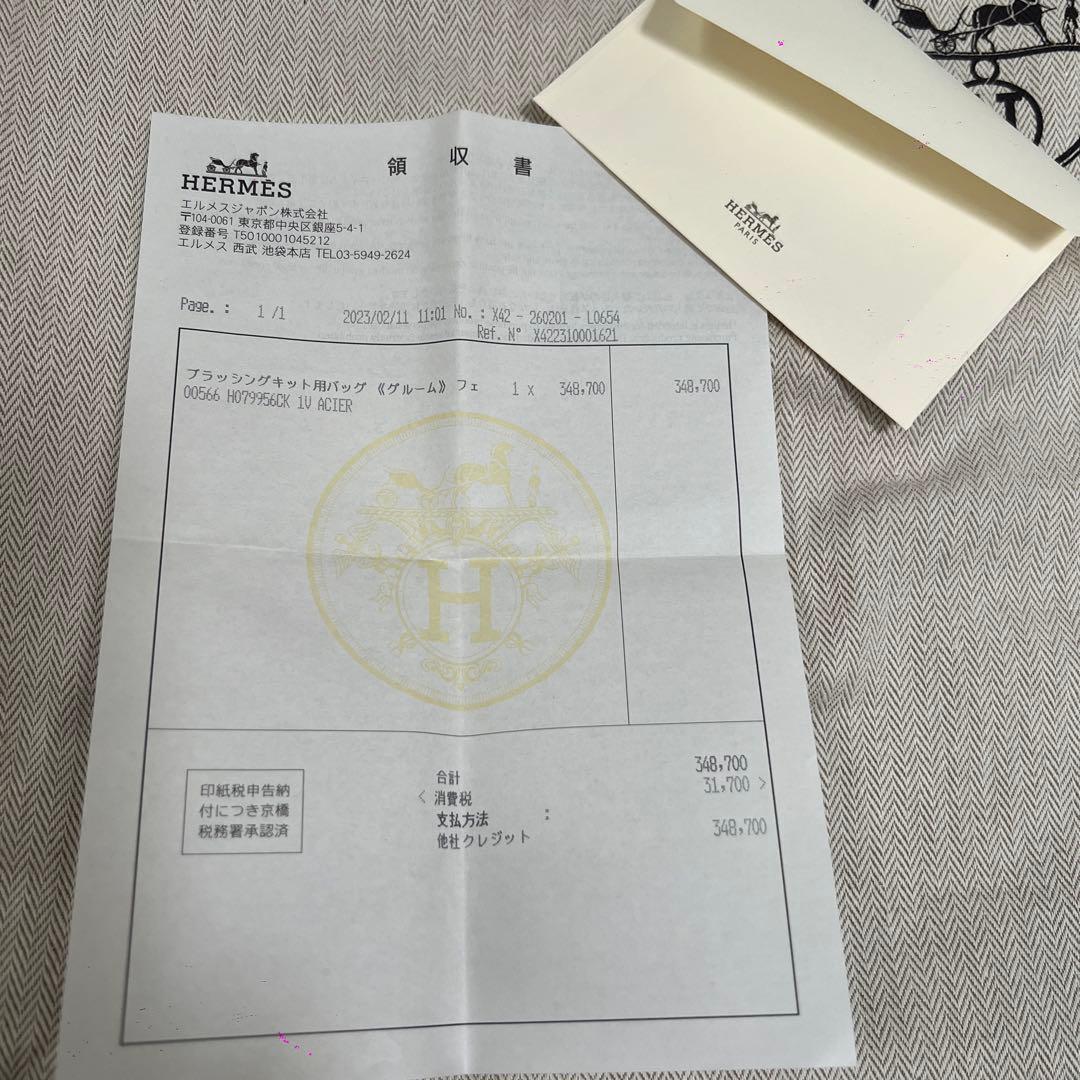 HERMÈS
領収書
エルメスジャポン株式会社
〒104-0061 東京都中央区銀座5-4-1
登録番号 T5010001045212
エルメス 西武 池袋本店 TEL03-5949-2624
Page. : 1 /1 2023/02/11 11:01 No. : X42 - 260201 - L0654
Ref. N° X422310001621
ブラッシングキット用バッグ 《グルーム》 フェ 1 x 348,700 348,700
00566 H079956CK 1V ACIER
H
合計 348,700
< 消費税 31,700 >
支払方法 :
他社クレジット 348,700
印紙税申告納
付につき京橋
税務署承認済
HERMÈS
PARIS